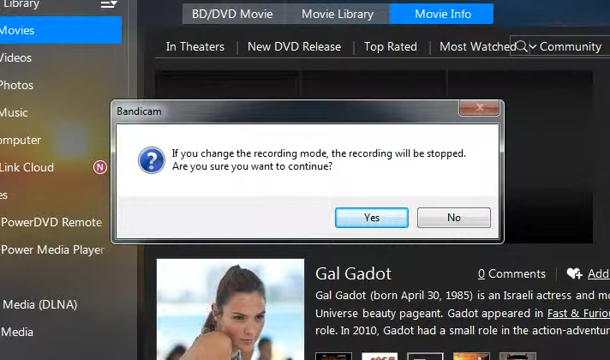 Library
BD/DVD Movie
Movie Library
Movie Info
Movies
In Theaters
New DVD Release
Top Rated
Most Watched
Community
Videos
Photos
Music
Computer
Link Cloud
N
es
PowerDVD Remote
Power Media Player
Media (DLNA)
Media
Bandicam
If you change the recording mode, the recording will be stopped.
Are you sure you want to continue?
Yes
No
Gal Gadot
0 Comments
Add
Gal Gadot (born April 30, 1985) is an Israeli actress and mo
Universe beauty pageant. Gadot appeared in Fast & Furiou
role. In 2010, Gadot had a small role in the action-adventur